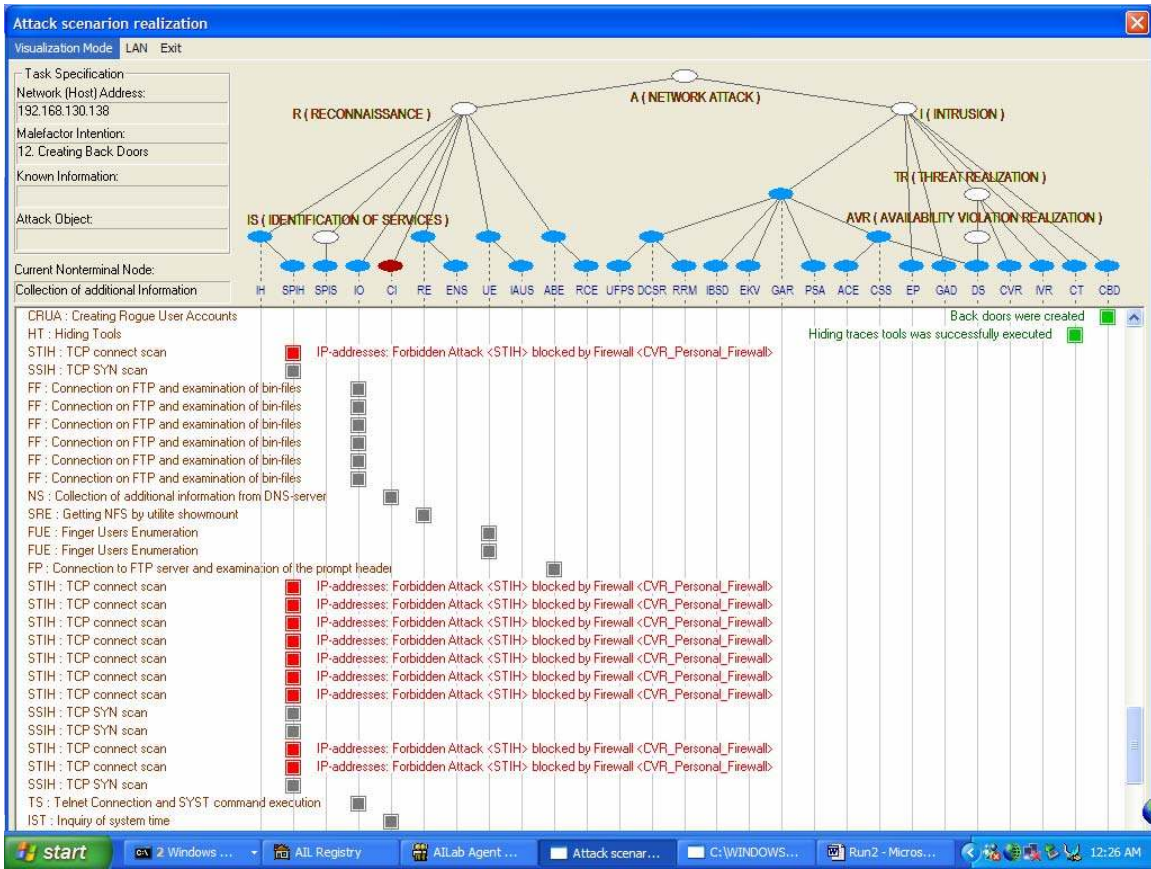 Attack scenarion realization
Visualization Mode LAN Exit
Task Specification
Network (Host) Address:
192.168.130.138
Malefactor Intention:
12. Creating Back Doors
Known Information:
Attack Object:
Current Nonterminal Node:
Collection of additional Information
A ( NETWORK ATTACK )
R ( RECONNAISSANCE )
I ( INTRUSION )
TR ( THREAT REALIZATION )
IS ( IDENTIFICATION OF SERVICES )
AVR ( AVAILABILITY VIOLATION REALIZATION )
IH SPIH SPIS IO CI RE ENS UE IAUS ABE RCE UFPS DCSR RRM IBSD EKV GAR PSA ACE CSS EP GAD DS CVR IVR CT CBD
CRUA : Creating Rogue User Accounts Back doors were created
HT : Hiding Tools Hiding traces tools was successfully executed
STIH : TCP connect scan IP-addresses: Forbidden Attack <STIH> blocked by Firewall <CVR_Personal_Firewall>
SSIH : TCP SYN scan
FF : Connection on FTP and examination of bin-files
FF : Connection on FTP and examination of bin-files
FF : Connection on FTP and examination of bin-files
FF : Connection on FTP and examination of bin-files
FF : Connection on FTP and examination of bin-files
FF : Connection on FTP and examination of bin-files
NS : Collection of additional information from DNS-server
SRE : Getting NFS by utilite showmount
FUE : Finger Users Enumeration
FUE : Finger Users Enumeration
FP : Connection to FTP server and examination of the prompt header
STIH : TCP connect scan IP-addresses: Forbidden Attack <STIH> blocked by Firewall <CVR_Personal_Firewall>
STIH : TCP connect scan IP-addresses: Forbidden Attack <STIH> blocked by Firewall <CVR_Personal_Firewall>
STIH : TCP connect scan IP-addresses: Forbidden Attack <STIH> blocked by Firewall <CVR_Personal_Firewall>
STIH : TCP connect scan IP-addresses: Forbidden Attack <STIH> blocked by Firewall <CVR_Personal_Firewall>
STIH : TCP connect scan IP-addresses: Forbidden Attack <STIH> blocked by Firewall <CVR_Personal_Firewall>
STIH : TCP connect scan IP-addresses: Forbidden Attack <STIH> blocked by Firewall <CVR_Personal_Firewall>
STIH : TCP connect scan IP-addresses: Forbidden Attack <STIH> blocked by Firewall <CVR_Personal_Firewall>
SSIH : TCP SYN scan
SSIH : TCP SYN scan
STIH : TCP connect scan IP-addresses: Forbidden Attack <STIH> blocked by Firewall <CVR_Personal_Firewall>
STIH : TCP connect scan IP-addresses: Forbidden Attack <STIH> blocked by Firewall <CVR_Personal_Firewall>
SSIH : TCP SYN scan
TS : Telnet Connection and SYST command execution
IST : Inquiry of system time
start 2 Windows ... AIL Registry AILab Agent ... Attack scenar... C:\WINDOWS... Run2 - Micros... 12:26 AM